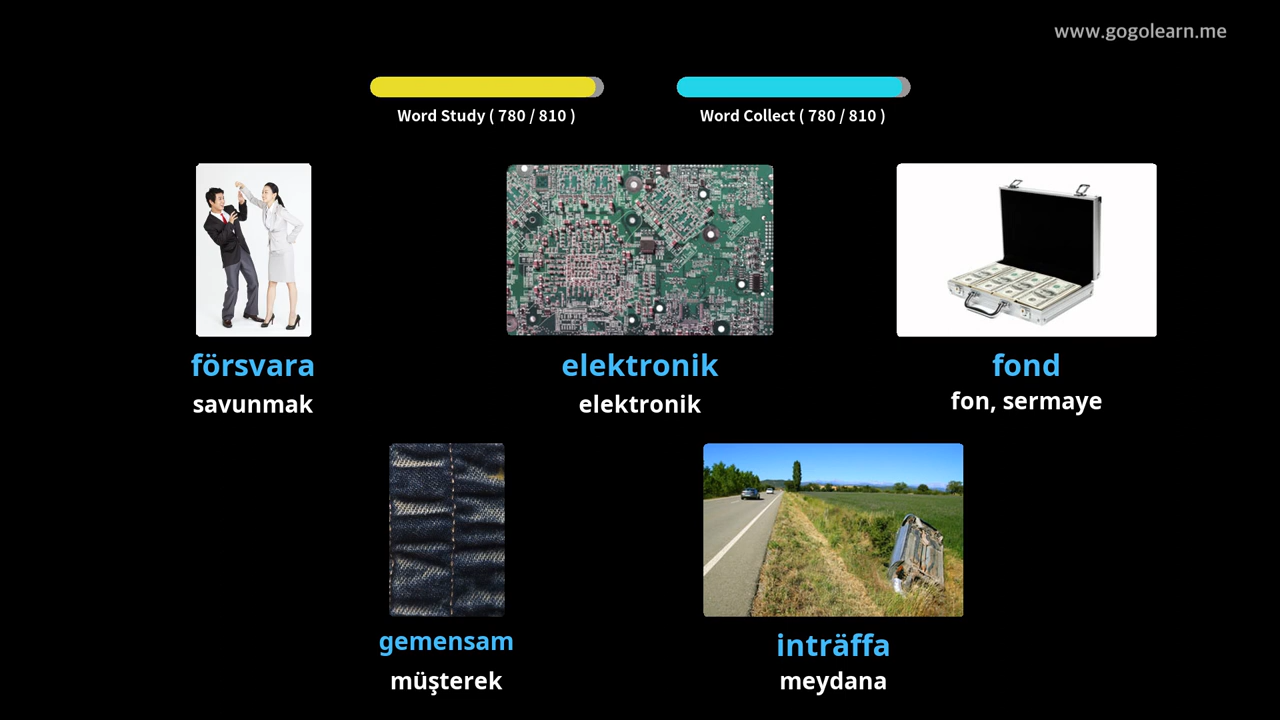 www.gogolearn.me
Word Study ( 780 / 810 )
Word Collect ( 780 / 810 )
försvara
elektronik
fond
savunmak
elektronik
fon, sermaye
gemensam
inträffa
müşterek
meydana